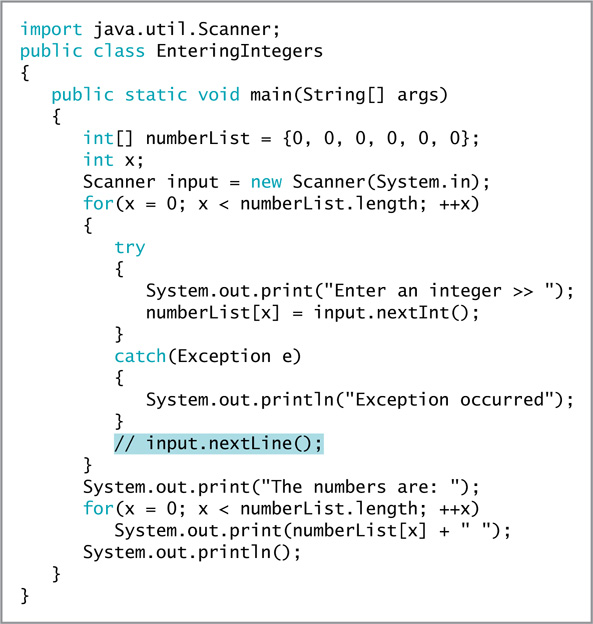 import java.util.Scanner;
public class EnteringIntegers
{
   public static void main(String[] args)
   {
      int[] numberList = {0, 0, 0, 0, 0, 0};
      int x;
      Scanner input = new Scanner(System.in);
      for(x = 0; x < numberList.length; ++x)
      {
         try
         {
            System.out.print("Enter an integer >> ");
            numberList[x] = input.nextInt();
         }
         catch(Exception e)
         {
            System.out.println("Exception occurred");
         }
         // input.nextLine();
      }
      System.out.print("The numbers are: ");
      for(x = 0; x < numberList.length; ++x)
         System.out.print(numberList[x] + " ");
      System.out.println();
   }
}